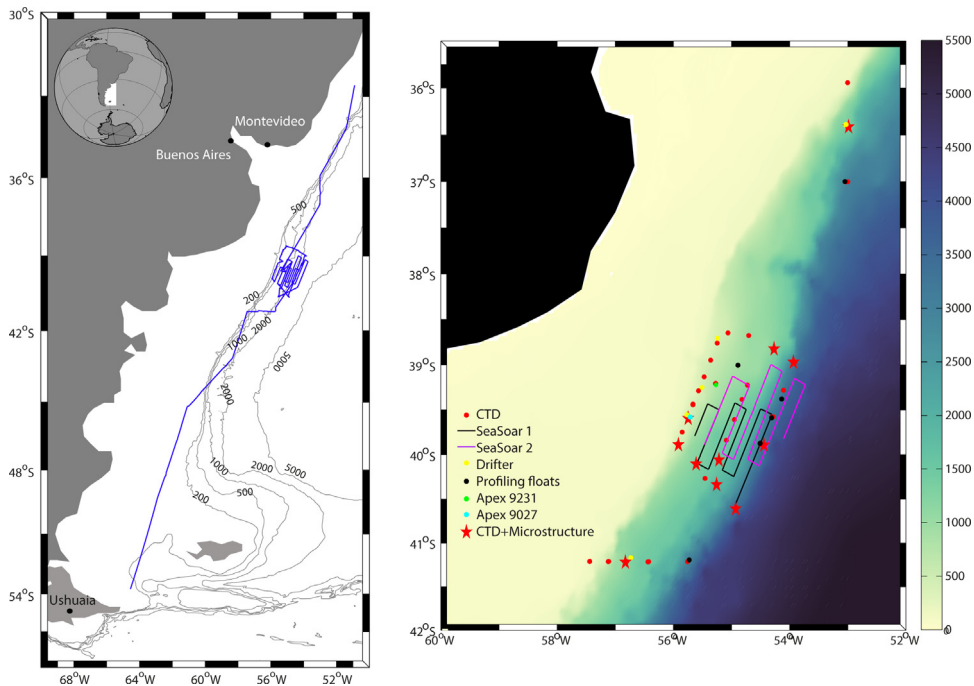 30°S
36°S
42°S
48°S
54°S
68°W
64°W
60°W
56°W
52°W
Montevideo
Buenos Aires
Ushuaia
500
200
1000
2000
2000
5000
1000
2000
5000
500
200
36°S
37°S
38°S
39°S
40°S
41°S
42°S
60°W
58°W
56°W
54°W
52°W
CTD
SeaSoar 1
SeaSoar 2
Drifter
Profiling floats
Apex 9231
Apex 9027
CTD+Microstructure
5500
5000
4500
4000
3500
3000
2500
2000
1500
1000
500
0